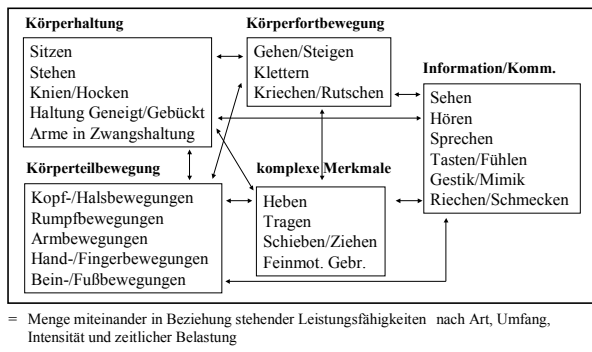 Körperhaltung
Sitzen
Stehen
Knien/Hocken
Haltung Geneigt/Gebückt
Arme in Zwangshaltung
Körperfortbewegung
Gehen/Steigen
Klettern
Kriechen/Rutschen
Information/Komm.
Sehen
Hören
Sprechen
Tasten/Fühlen
Gestik/Mimik
Riechen/Schmecken
Körperteilbewegung
Kopf-/Halsbewegungen
Rumpfbewegungen
Armbewegungen
Hand-/Fingerbewegungen
Bein-/Fußbewegungen
komplexe Merkmale
Heben
Tragen
Schieben/Ziehen
Feinmot. Gebr.
= Menge miteinander in Beziehung stehender Leistungsfähigkeiten nach Art, Umfang,
Intensität und zeitlicher Belastung